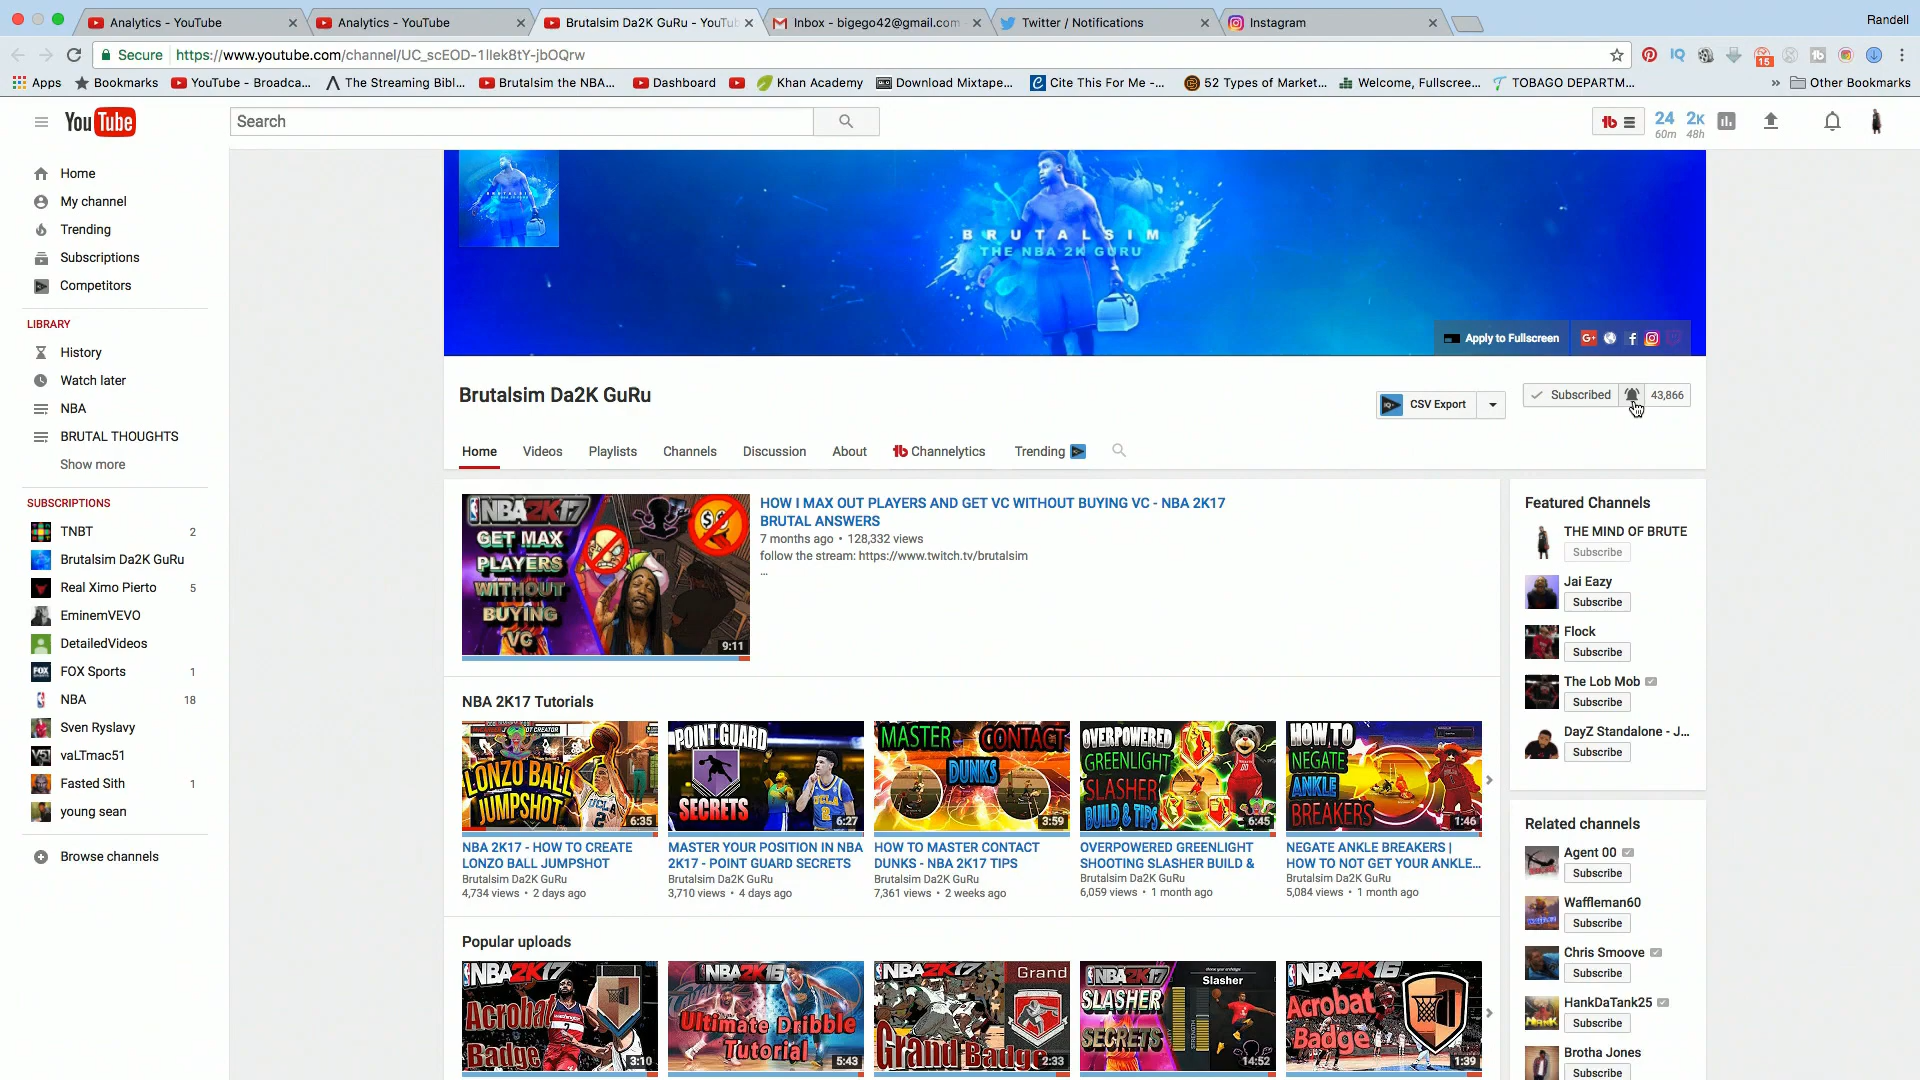 Analytics - YouTube
Analytics - YouTube
Brutalsim Da2K GuRu - YouTub
Inbox - bigego42@gmail.com -
Twitter / Notifications
Instagram
Randell
Secure
https://www.youtube.com/channel/UC_scEOD-1Ilek8tY-jbOQrw
15
Apps
Bookmarks
YouTube - Broadca...
The Streaming Bibl...
Brutalsim the NBA...
Dashboard
Khan Academy
Download Mixtape...
Cite This For Me -...
52 Types of Market...
Welcome, Fullscree...
TOBAGO DEPARTM...
Other Bookmarks
YouTube
Search
24
60m
2K
48h
Home
My channel
Trending
Subscriptions
Competitors
LIBRARY
History
Watch later
NBA
BRUTAL THOUGHTS
Show more
SUBSCRIPTIONS
TNBT 2
Brutalsim Da2K GuRu
Real Ximo Pierto 5
EminemVEVO
DetailedVideos
FOX Sports 1
NBA 18
Sven Ryslavy
vaLTmac51
Fasted Sith 1
young sean
Browse channels
BRUTALSIM
THE NBA 2K GURU
Apply to Fullscreen
Brutalsim Da2K GuRu
CSV Export
Subscribed
43,866
Home
Videos
Playlists
Channels
Discussion
About
Channelytics
Trending
NBA2K17
GET MAX
PLAYERS
WITHOUT
BUYING
VC
9:11
HOW I MAX OUT PLAYERS AND GET VC WITHOUT BUYING VC - NBA 2K17
BRUTAL ANSWERS
7 months ago • 128,332 views
follow the stream: https://www.twitch.tv/brutalsim
...
NBA 2K17 Tutorials
LONZO BALL
JUMPSHOT
UCLA
2
6:35
NBA 2K17 - HOW TO CREATE
LONZO BALL JUMPSHOT
Brutalsim Da2K GuRu
4,734 views • 2 days ago
POINT GUARD
SECRETS
UCLA
2
6:27
MASTER YOUR POSITION IN NBA
2K17 - POINT GUARD SECRETS
Brutalsim Da2K GuRu
3,710 views • 4 days ago
MASTER CONTACT
DUNKS
3:59
HOW TO MASTER CONTACT
DUNKS - NBA 2K17 TIPS
Brutalsim Da2K GuRu
7,361 views • 2 weeks ago
OVERPOWERED
GREENLIGHT
SLASHER
BUILD & TIPS
6:45
OVERPOWERED GREENLIGHT
SHOOTING SLASHER BUILD &
Brutalsim Da2K GuRu
6,059 views • 1 month ago
HOW TO
NEGATE
ANKLE
BREAKERS
1:46
NEGATE ANKLE BREAKERS |
HOW TO NOT GET YOUR ANKLE...
Brutalsim Da2K GuRu
5,084 views • 1 month ago
Popular uploads
NBA2K17
Acrobat
Badge
3:10
NBA2K16
Ultimate Dribble
Tutorial
5:43
NBA2K17
Grand
Grand Badge
2:33
NBA2K17
Slasher
SLASHER
SECRETS
14:52
NBA2K16
Acrobat
Badge
1:39
Featured Channels
THE MIND OF BRUTE
Subscribe
Jai Eazy
Subscribe
Flock
Subscribe
The Lob Mob
Subscribe
DayZ Standalone - J...
Subscribe
Related channels
Agent 00
Subscribe
Waffleman60
Subscribe
Chris Smoove
Subscribe
HankDaTank25
Subscribe
Brotha Jones
Subscribe